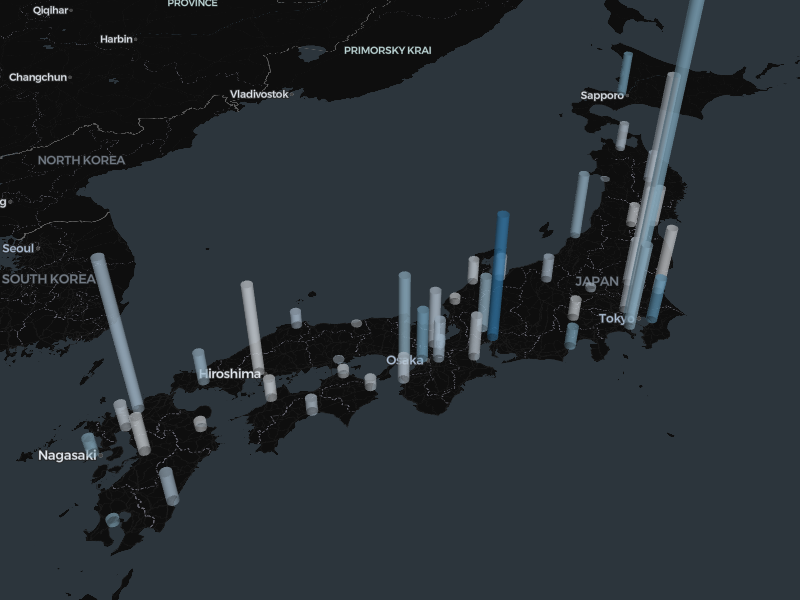 PROVINCE
Qiqihar
Harbin
PRIMORSKY KRAI
Changchun
Vladivostok
Sapporo
NORTH KOREA
g
Seoul
SOUTH KOREA
JAPAN
Tokyo
Osaka
Hiroshima
Nagasaki